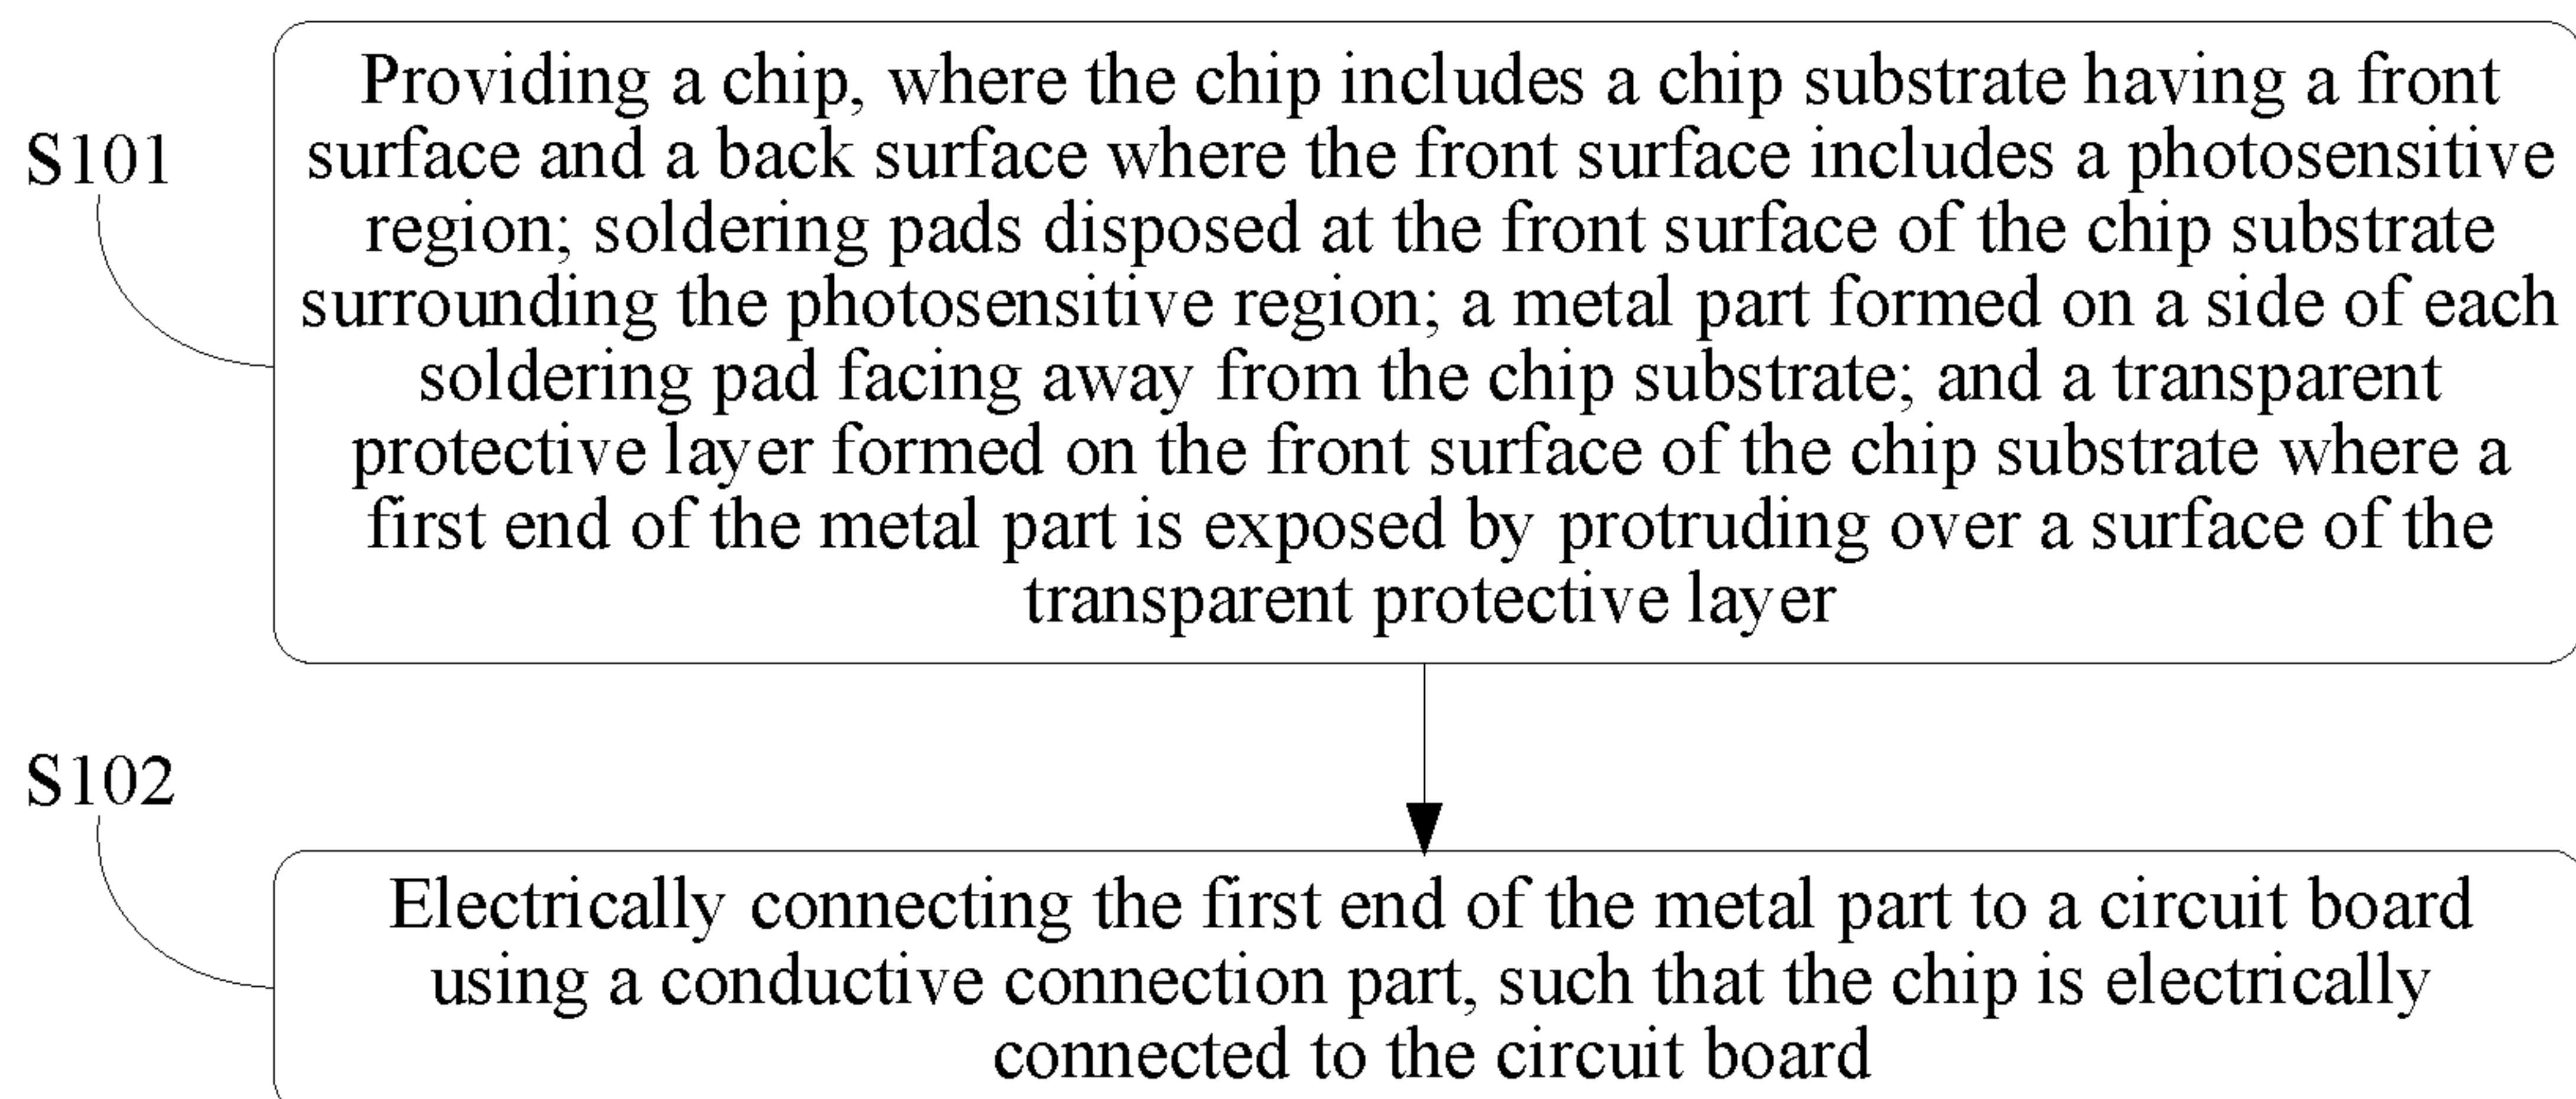 S101
Providing a chip, where the chip includes a chip substrate having a front
surface and a back surface where the front surface includes a photosensitive
region; soldering pads disposed at the front surface of the chip substrate
surrounding the photosensitive region; a metal part formed on a side of each
soldering pad facing away from the chip substrate; and a transparent
protective layer formed on the front surface of the chip substrate where a
first end of the metal part is exposed by protruding over a surface of the
transparent protective layer
S102
Electrically connecting the first end of the metal part to a circuit board
using a conductive connection part, such that the chip is electrically
connected to the circuit board